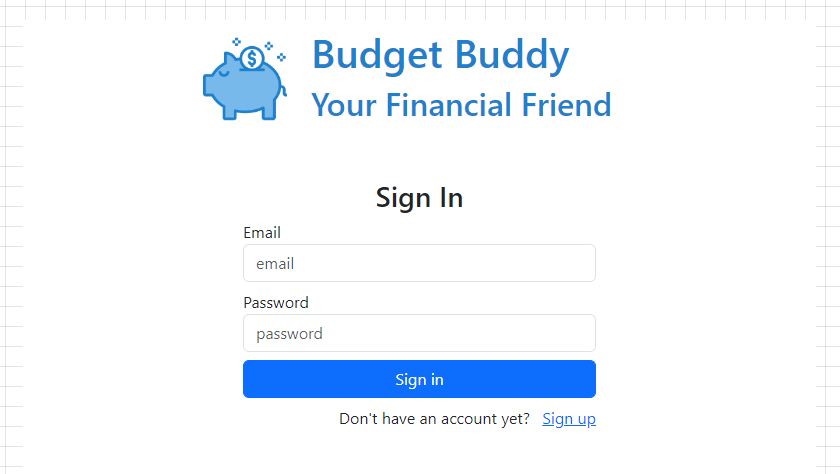 $
Budget Buddy
Your Financial Friend
Sign In
Email
email
Password
password
Sign in
Don't have an account yet? Sign up